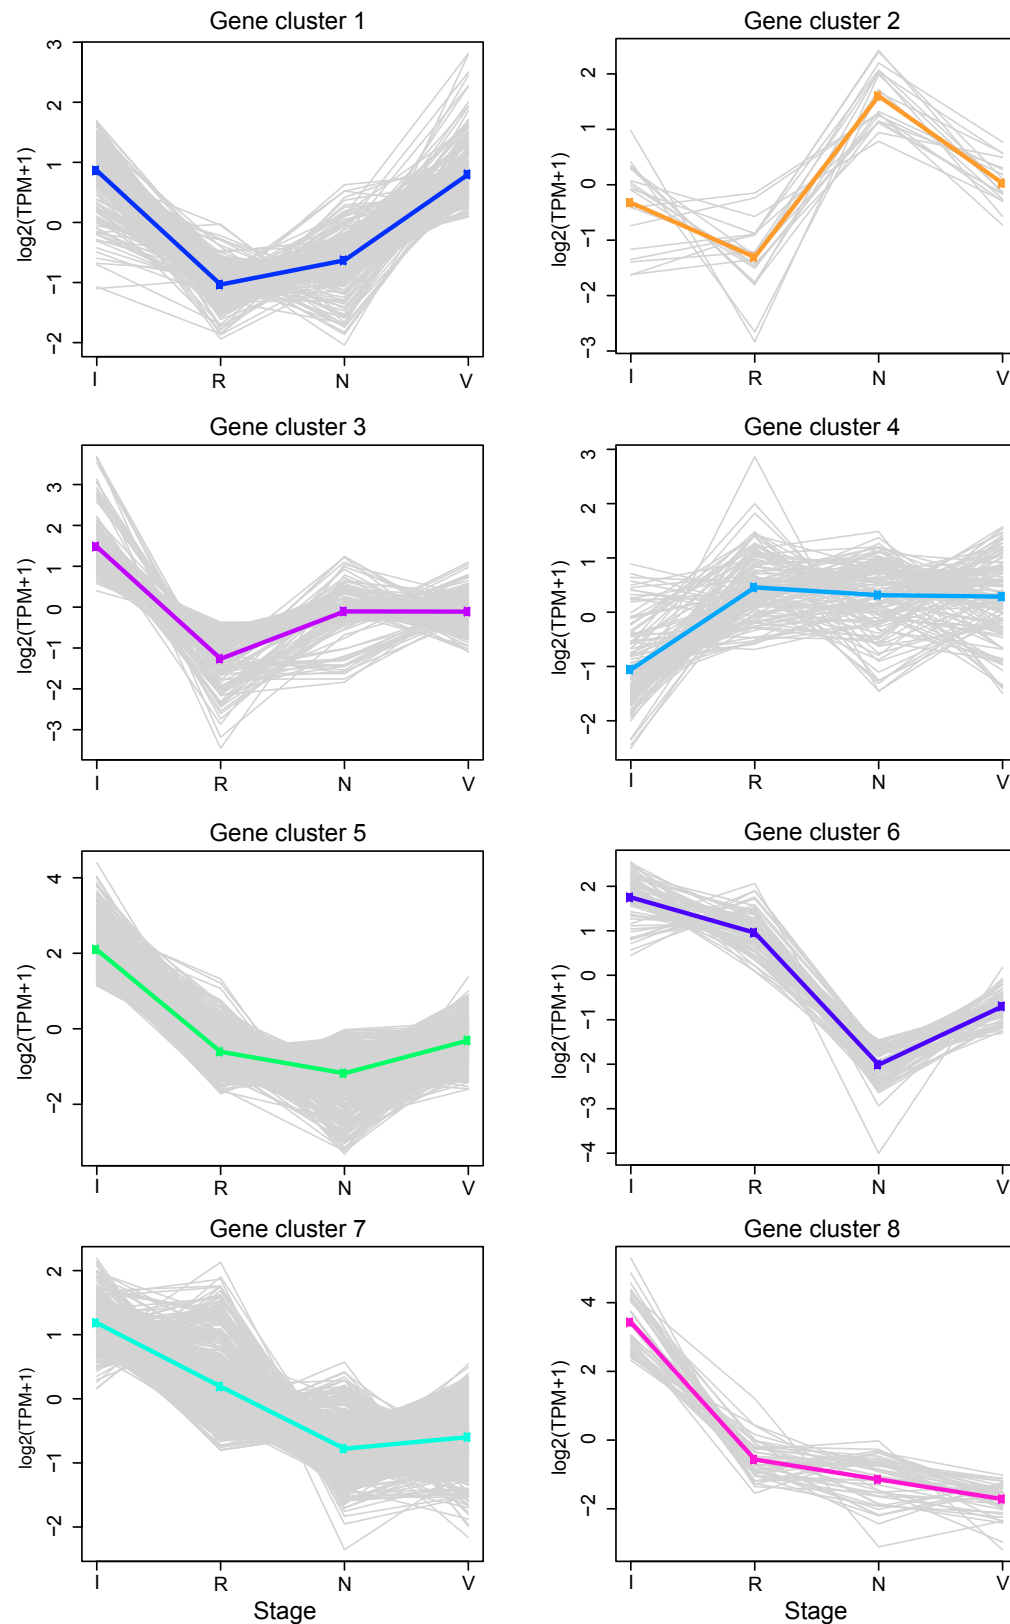 Gene cluster 1
log2(TPM+1)
3
2
1
0
−1
−2
I R N V
Gene cluster 2
log2(TPM+1)
2
1
0
−1
−2
−3
I R N V
Gene cluster 3
log2(TPM+1)
3
2
1
0
−1
−2
−3
I R N V
Gene cluster 4
log2(TPM+1)
3
2
1
0
−1
−2
I R N V
Gene cluster 5
log2(TPM+1)
4
2
0
−2
I R N V
Gene cluster 6
log2(TPM+1)
2
1
0
−1
−2
−3
−4
I R N V
Gene cluster 7
log2(TPM+1)
2
1
0
−1
−2
I R N V
Stage
Gene cluster 8
log2(TPM+1)
4
2
0
−2
I R N V
Stage